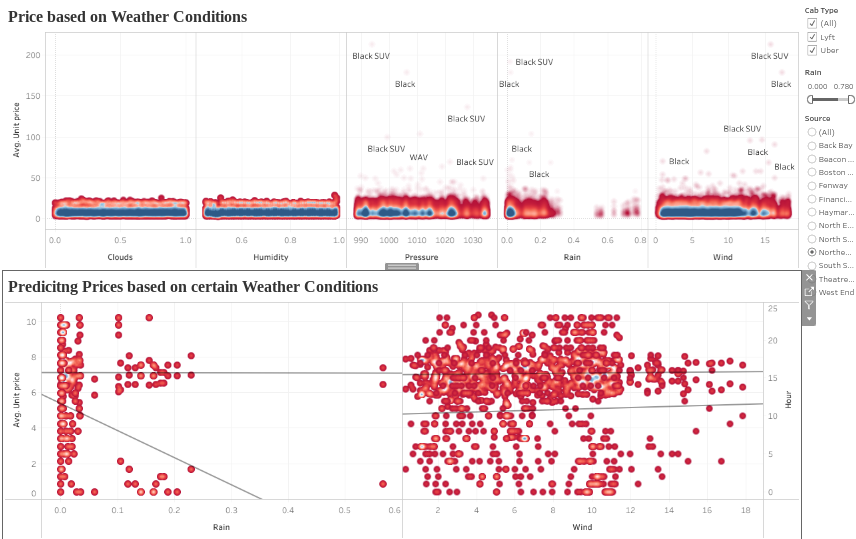 Price based on Weather Conditions
Avg. Unit price
200
150
100
50
0
Black SUV
Black
Black SUV
Black SUV
WAV
Black SUV
Black SUV
Black
Black
Black
Black SUV
Black
Black SUV
Black
Black
Black
0.0 0.5 1.0
0.6 0.8 1.0
990 1000 1010 1020 1030
0.0 0.2 0.4 0.6 0.8
0 5 10 15
Clouds
Humidity
Pressure
Rain
Wind
Predicitng Prices based on certain Weather Conditions
Avg. Unit price
10
8
6
4
2
0
0.0 0.1 0.2 0.3 0.4 0.5 0.6
2 4 6 8 10 12 14 16 18
Rain
Wind
25
20
15
10
5
0
Hour
Cab Type
(All)
Lyft
Uber
Rain
0.000 0.780
Source
(All)
Back Bay
Beacon ...
Boston ...
Fenway
Financi...
Haymar...
North E...
North S...
Northe...
South S...
Theatre...
West End